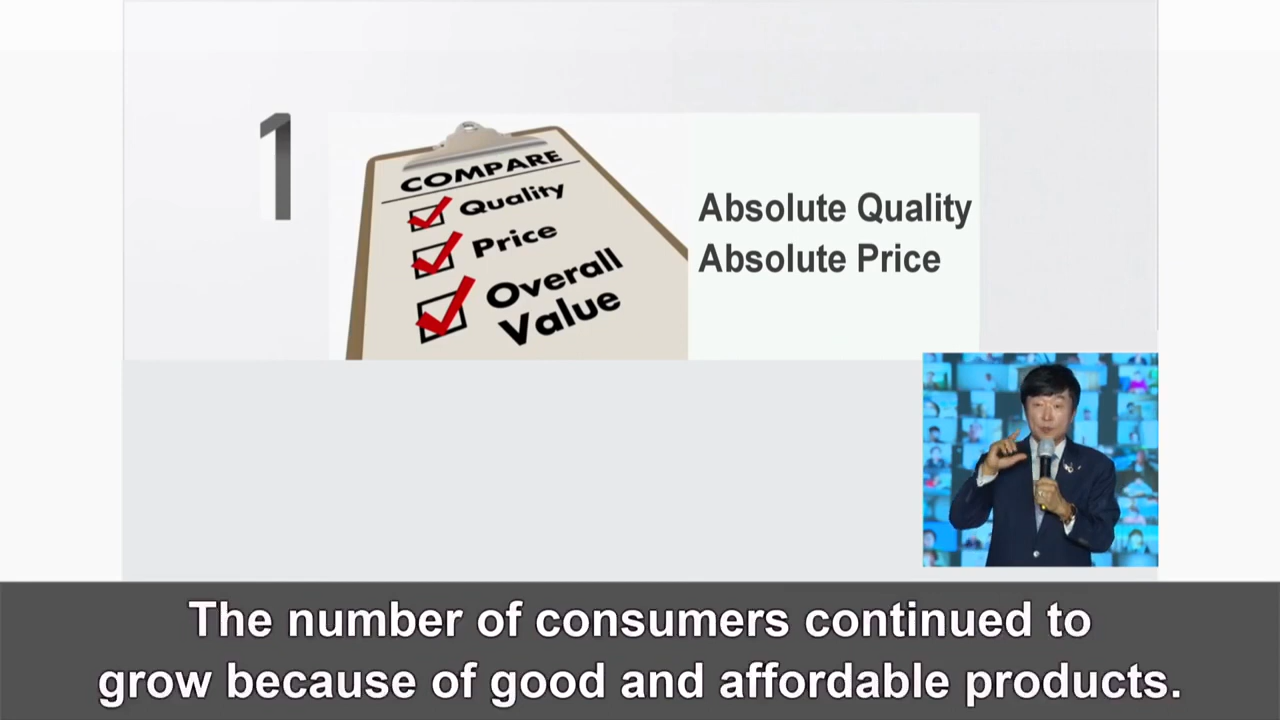 1
COMPARE
Quality
Price
Overall
Value
Absolute Quality
Absolute Price
The number of consumers continued to
grow because of good and affordable products.